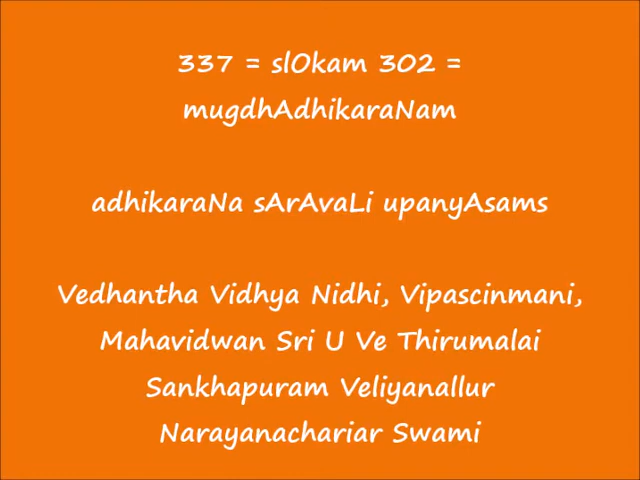 337 = slOkam 302 =
mugdhAdhikaraNam
adhikaraNa sArAvaLi upanyAsams
Vedhantha Vidhya Nidhi, Vipascinmani,
Mahavidwan Sri U Ve Thirumalai
Sankhapuram Veliyanallur
Narayanachariar Swami